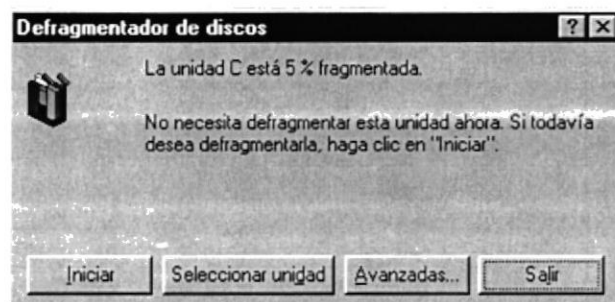 Defragmentador de discos
La unidad C está 5 % fragmentada.
No necesita defragmentar esta unidad ahora. Si todavía
desea defragmentarla, haga clic en "Iniciar".
Iniciar
Seleccionar unidad
Avanzadas...
Salir